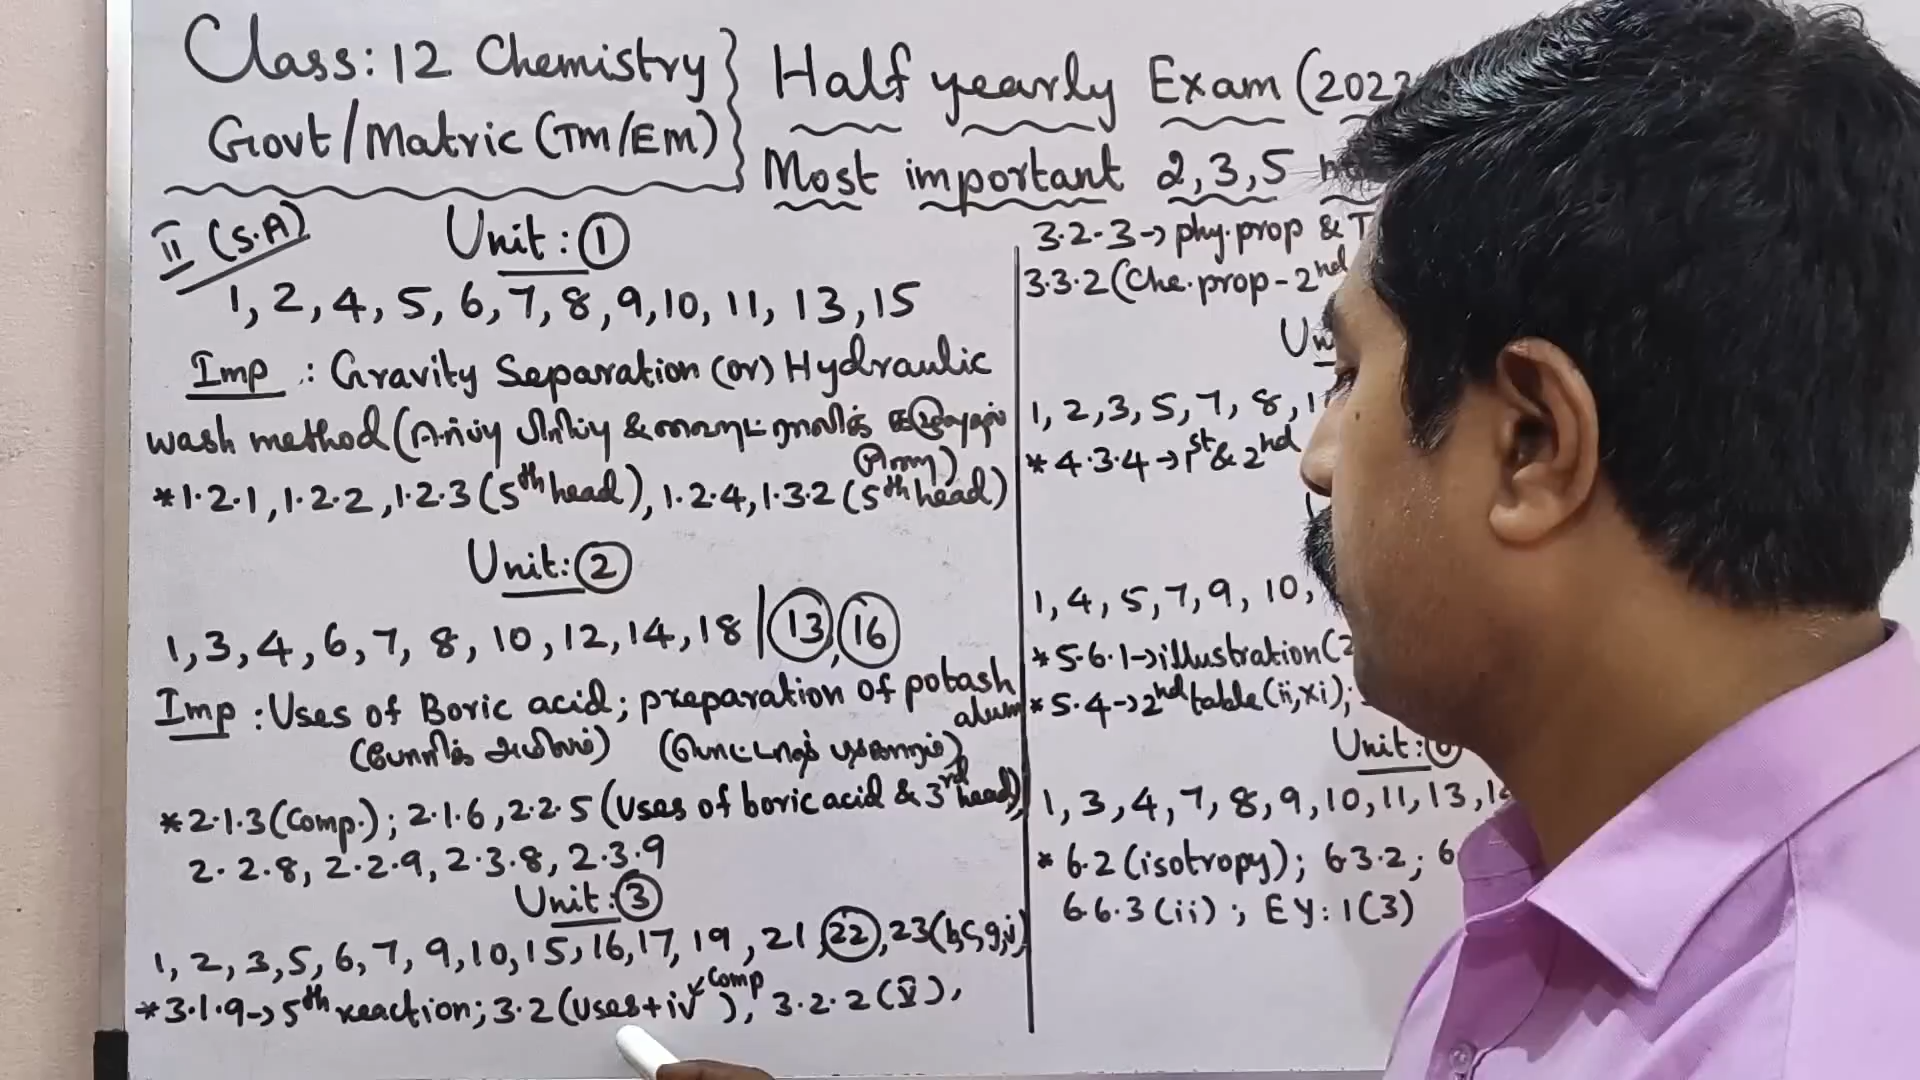 Class: 12 Chemistry
Govt/Matric (TM/EM)
Half yearly Exam (202
Most important 2,3,5
II (S.A)
Unit: 1
1, 2, 4, 5, 6, 7, 8, 9, 10, 11, 13, 15
Imp : Gravity Separation (or) Hydraulic
wash method (
* 1.2.1, 1.2.2, 1.2.3 (5th head), 1.2.4, 1.3.2 (5th head)
Unit: 2
1, 3, 4, 6, 7, 8, 10, 12, 14, 18 | 13, 16
Imp : Uses of Boric acid; preparation of potash
alum
(போரிக் அமிலம்) (பொட்டாஷ் படிகாரம்)
* 2.1.3 (Comp.); 2.1.6, 2.2.5 (Uses of boric acid & 3rd head),
2.2.8, 2.2.9, 2.3.8, 2.3.9
Unit: 3
1, 2, 3, 5, 6, 7, 9, 10, 15, 16, 17, 19, 21, 22, 23 (b,c,g,i)
* 3.1.9 → 5th reaction; 3.2 (uses + iv comp), 3.2.2 (V),
3.2.3 → phy.prop &
3.3.2 (Che.prop - 2nd
1, 2, 3, 5, 7, 8,
* 4.3.4 → 1st & 2nd
1, 4, 5, 7, 9, 10,
* 5.6.1 → illustration (2
* 5.4 → 2nd table (ii, xi);
Unit: 6
1, 3, 4, 7, 8, 9, 10, 11, 13,
* 6.2 (isotropy); 6.3.2; 6
6.6.3 (ii); EY: 1(3)